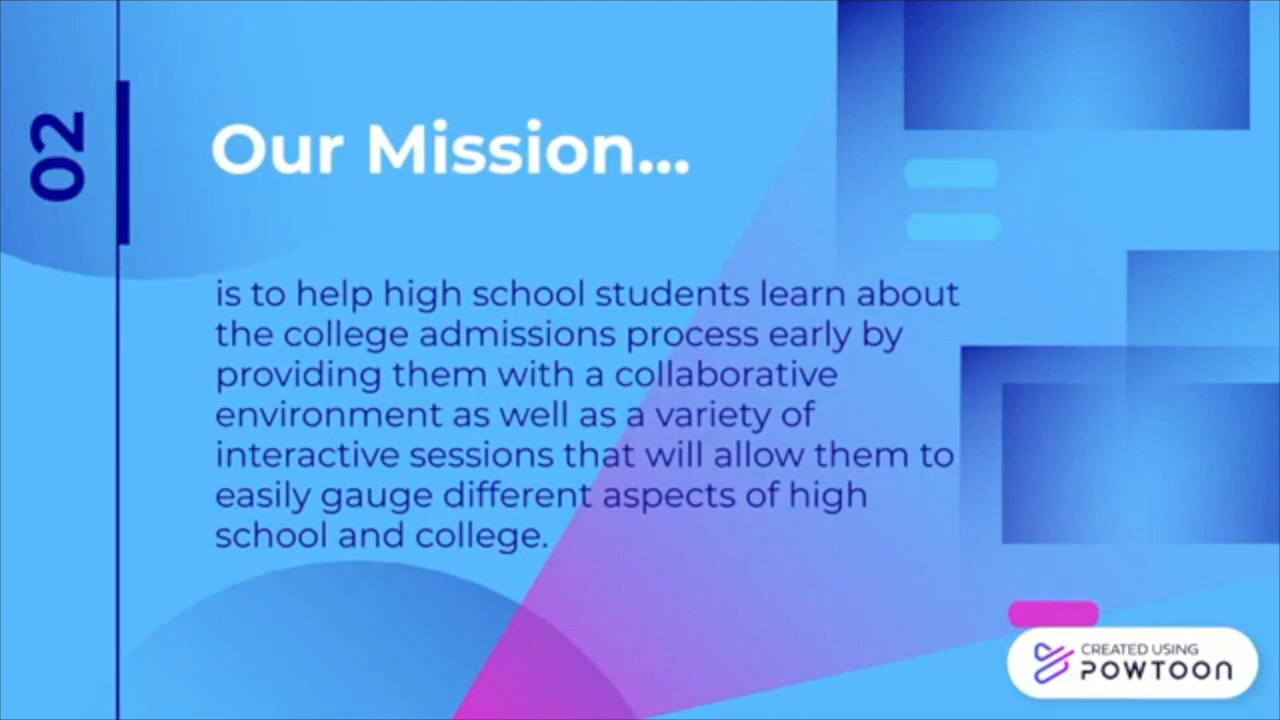 02
Our Mission...
is to help high school students learn about
the college admissions process early by
providing them with a collaborative
environment as well as a variety of
interactive sessions that will allow them to
easily gauge different aspects of high
school and college.
CREATED USING
POWTOON